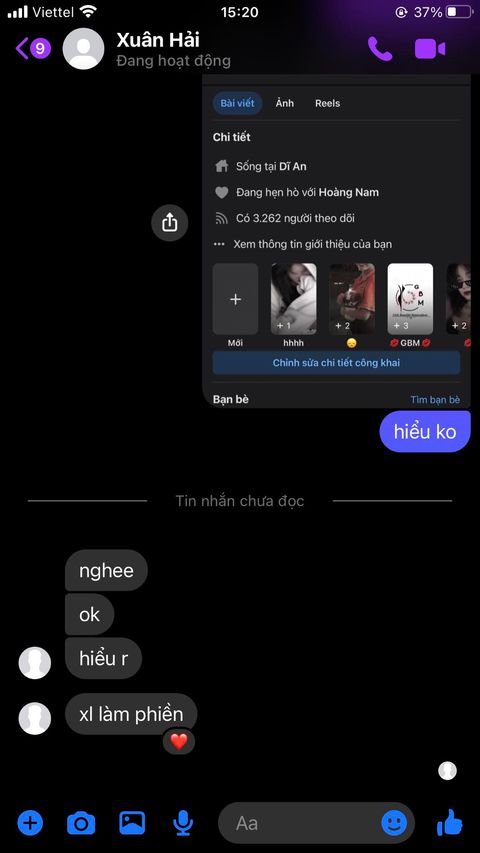 Viettel
15:20
37%
9
Xuân Hải
Đang hoạt động
Bài viết
Ảnh
Reels
Chi tiết
Sống tại Dĩ An
Đang hẹn hò với Hoàng Nam
Có 3.262 người theo dõi
Xem thông tin giới thiệu của bạn
+
+ 1
+ 2
+ 3
+ 2
GBM
Mới
hhhh
😞
💋GBM💋
Chỉnh sửa chi tiết công khai
Bạn bè
Tìm bạn bè
hiểu ko
Tin nhắn chưa đọc
nghee
ok
hiểu r
xl làm phiền
❤️
Aa